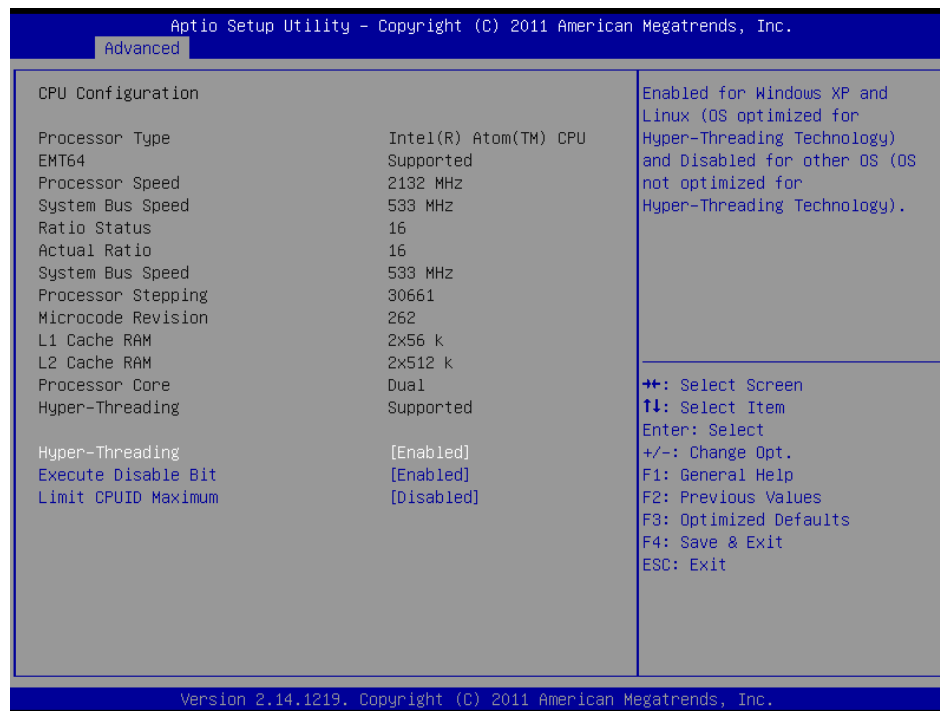 Aptio Setup Utility – Copyright (C) 2011 American Megatrends, Inc.
Advanced
CPU Configuration
Processor Type Intel(R) Atom(TM) CPU
EMT64 Supported
Processor Speed 2132 MHz
System Bus Speed 533 MHz
Ratio Status 16
Actual Ratio 16
System Bus Speed 533 MHz
Processor Stepping 30661
Microcode Revision 262
L1 Cache RAM 2x56 k
L2 Cache RAM 2x512 k
Processor Core Dual
Hyper-Threading Supported
Hyper-Threading [Enabled]
Execute Disable Bit [Enabled]
Limit CPUID Maximum [Disabled]
Enabled for Windows XP and
Linux (OS optimized for
Hyper-Threading Technology)
and Disabled for other OS (OS
not optimized for
Hyper-Threading Technology).
→←: Select Screen
↑↓: Select Item
Enter: Select
+/-: Change Opt.
F1: General Help
F2: Previous Values
F3: Optimized Defaults
F4: Save & Exit
ESC: Exit
Version 2.14.1219. Copyright (C) 2011 American Megatrends, Inc.